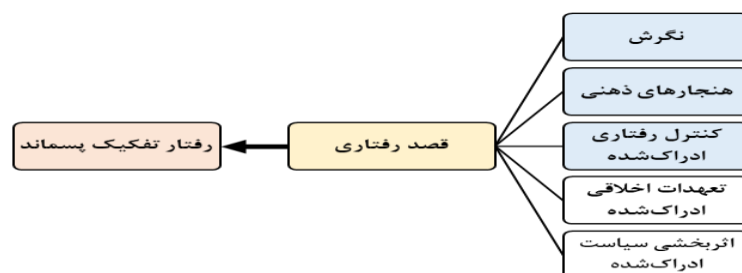 نگرش
هنجارهای ذهنی
کنترل رفتاری
ادراک‌شده
تعهدات اخلاقی
ادراک‌شده
اثربخشی سیاست
ادراک‌شده
قصد رفتاری
رفتار تفکیک پسماند